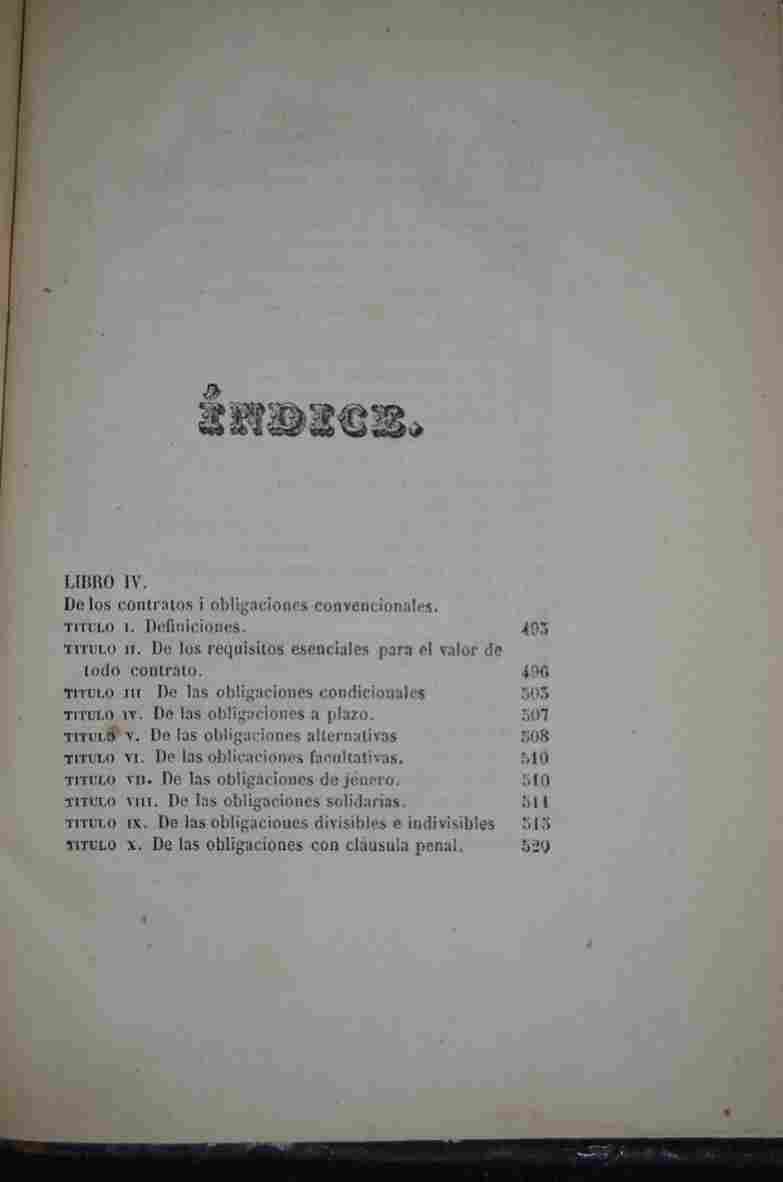 ÍNDICE.
LIBRO IV.
De los contratos i obligaciones convencionales.
TITULO I. Definiciones. 493
TITULO II. De los requisitos esenciales para el valor de
todo contrato. 496
TITULO III De las obligaciones condicionales 503
TITULO IV. De las obligaciones a plazo. 507
TITULO V. De las obligaciones alternativas 508
TITULO VI. De las oblicaciones facultativas. 510
TITULO VII. De las obligaciones de jénero. 510
TITULO VIII. De las obligaciones solidarias. 511
TITULO IX. De las obligaciones divisibles e indivisibles 515
TITULO X. De las obligaciones con cláusula penal. 520